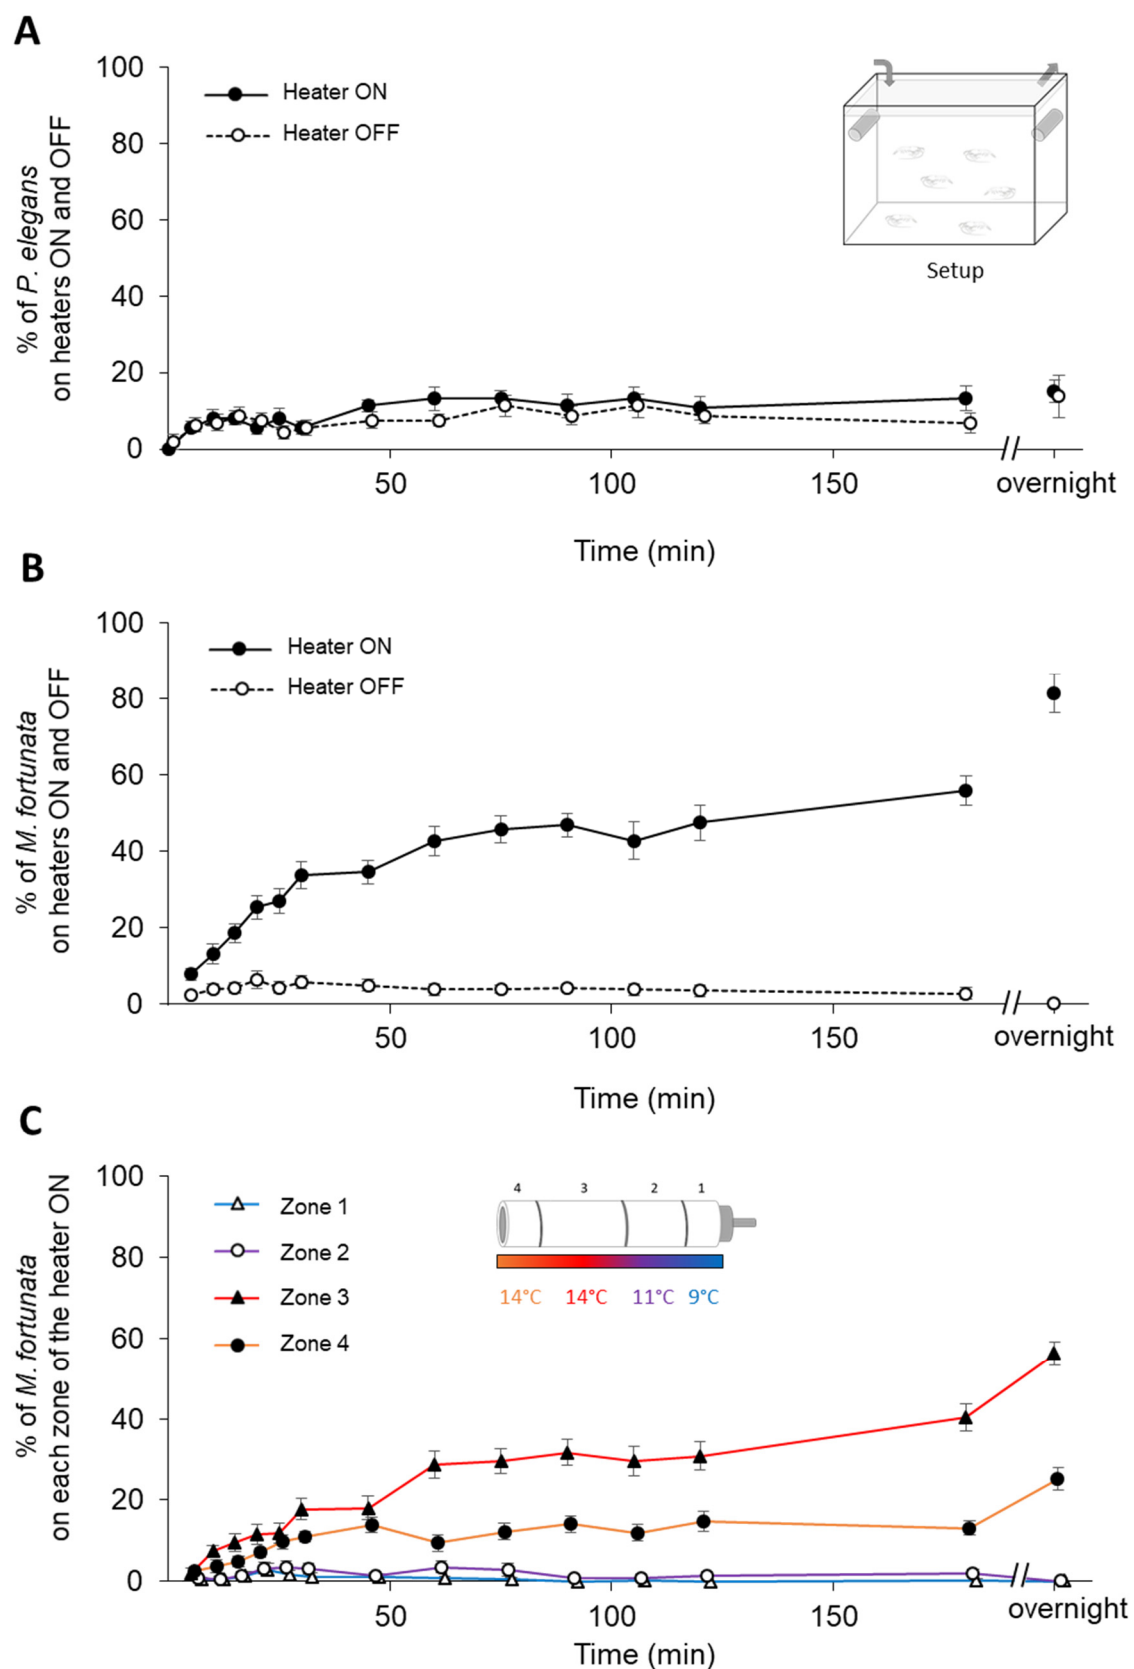 A
100
80
60
40
20
0
% of P. elegans
on heaters ON and OFF
Heater ON
Heater OFF
Setup
50
100
150
overnight
Time (min)
B
100
80
60
40
20
0
% of M. fortunata
on heaters ON and OFF
Heater ON
Heater OFF
50
100
150
overnight
Time (min)
C
100
80
60
40
20
0
% of M. fortunata
on each zone of the heater ON
Zone 1
Zone 2
Zone 3
Zone 4
4 3 2 1
14°C 14°C 11°C 9°C
50
100
150
overnight
Time (min)